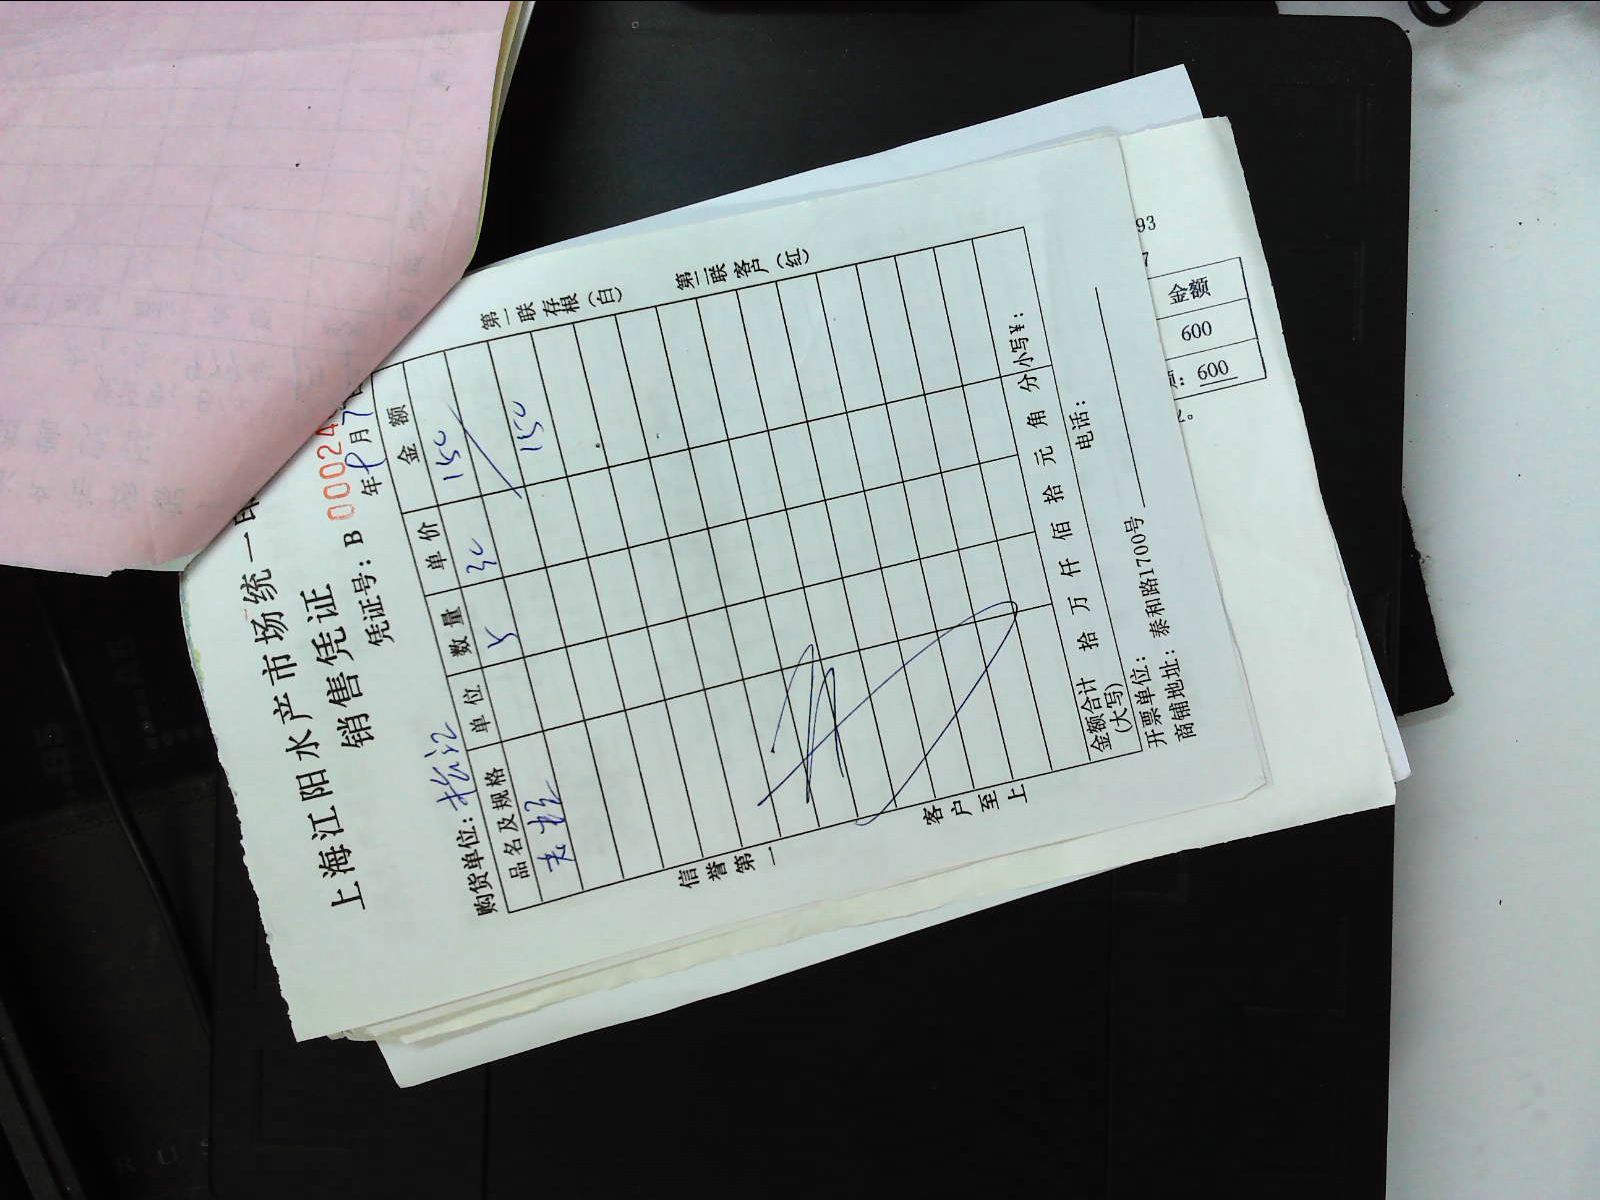 上海江阳水产市场统一
销售凭证
凭证号: B 00024
年 9月7
购货单位:
品名及规格 单位 数量 单价 金额
5 30 150
150
第一联存根(白)
第二联客户(红)
信誉第一
客户至上
金额合计(大写) 拾 万 仟 佰 拾 元 角 分 小写¥:
开票单位: 电话:
商铺地址: 泰和路1700号
93
7
金额
600
: 600